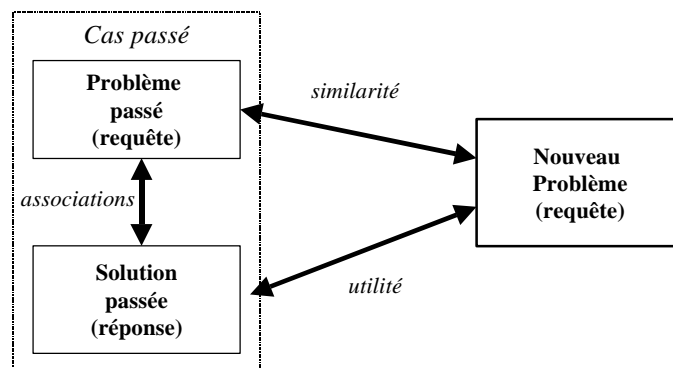 Cas passé
Problème
passé
(requête)
similarité
Nouveau
Problème
(requête)
associations
Solution
passée
(réponse)
utilité